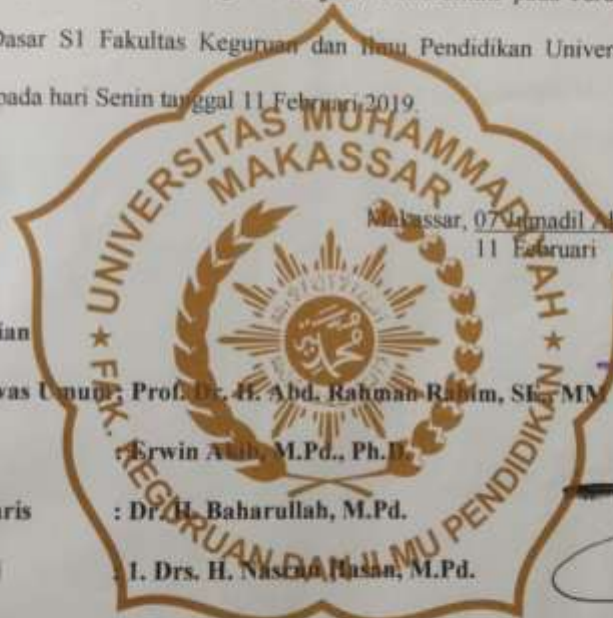 Dasar S1 Fakultas Keguruan dan Ilmu Pendidikan Univer
pada hari Senin tanggal 11 Februari 2019.
UNIVERSITAS MUHAMMADIYAH
MAKASSAR
Makassar, 07 Jumadil A
11 Februari
ian
was Umum : Prof. Dr. H. Abd. Rahman Rahim, SE., MM
: Erwin Akib, M.Pd., Ph.D.
aris : Dr. H. Baharullah, M.Pd.
: 1. Drs. H. Nasrun Hasan, M.Pd.
★ FAK. KEGURUAN DAN ILMU PENDIDIKAN ★